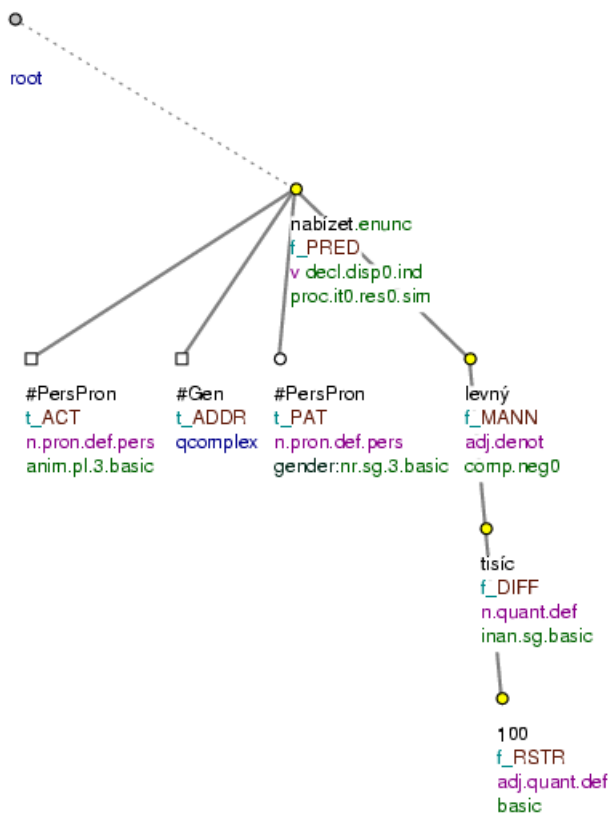 root
nabízet.enunc
f_PRED
v decl.disp0.ind
proc.it0.res0.sim
#PersPron
t_ACT
n.pron.def.pers
anim.pl.3.basic
#Gen
t_ADDR
qcomplex
#PersPron
t_PAT
n.pron.def.pers
gender:nr.sg.3.basic
levný
f_MANN
adj.denot
comp.neg0
tisíc
f_DIFF
n.quant.def
inan.sg.basic
100
f_RSTR
adj.quant.def
basic